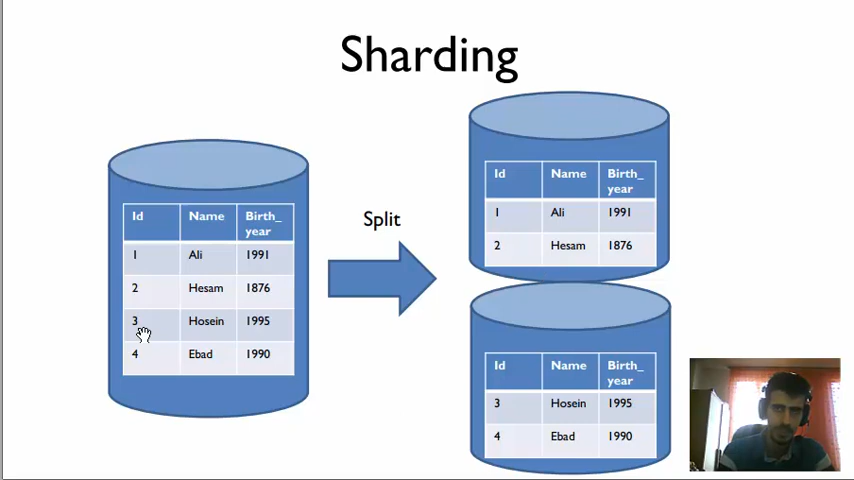 Sharding
Id Name Birth_
year
1 Ali 1991
2 Hesam 1876
3 Hosein 1995
4 Ebad 1990
Split
Id Name Birth_
year
1 Ali 1991
2 Hesam 1876
Id Name Birth_
year
3 Hosein 1995
4 Ebad 1990